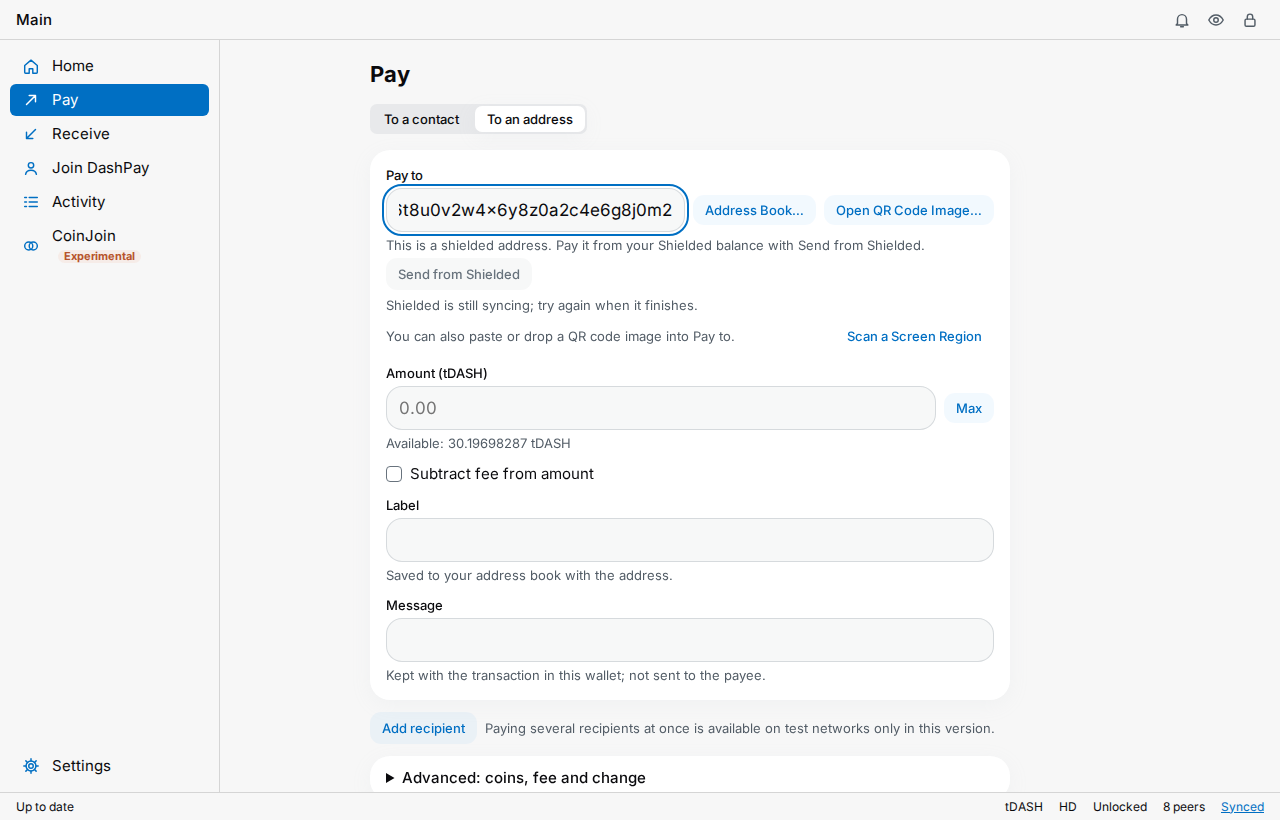 Main
Home
Pay
Receive
Join DashPay
Activity
CoinJoin
Experimental
Settings
Pay
To a contact
To an address
Pay to
t8u0v2w4x6y8z0a2c4e6g8j0m2
Address Book...
Open QR Code Image...
This is a shielded address. Pay it from your Shielded balance with Send from Shielded.
Send from Shielded
Shielded is still syncing; try again when it finishes.
You can also paste or drop a QR code image into Pay to.
Scan a Screen Region
Amount (tDASH)
0.00
Max
Available: 30.19698287 tDASH
Subtract fee from amount
Label
Saved to your address book with the address.
Message
Kept with the transaction in this wallet; not sent to the payee.
Add recipient
Paying several recipients at once is available on test networks only in this version.
Advanced: coins, fee and change
Up to date
tDASH
HD
Unlocked
8 peers
Synced